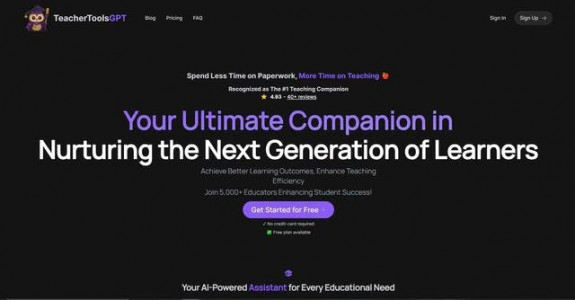 TeacherToolsGPT
Blog
Pricing
FAQ
Sign In
Sign Up →
Spend Less Time on Paperwork, More Time on Teaching
Recognized as The #1 Teaching Companion
4.93 - 40+ reviews
Your Ultimate Companion in
Nurturing the Next Generation of Learners
Achieve Better Learning Outcomes, Enhance Teaching
Efficiency
Join 5,000+ Educators Enhancing Student Success!
Get Started for Free
✓ No credit card required
✅ Free plan available
Your AI-Powered Assistant for Every Educational Need